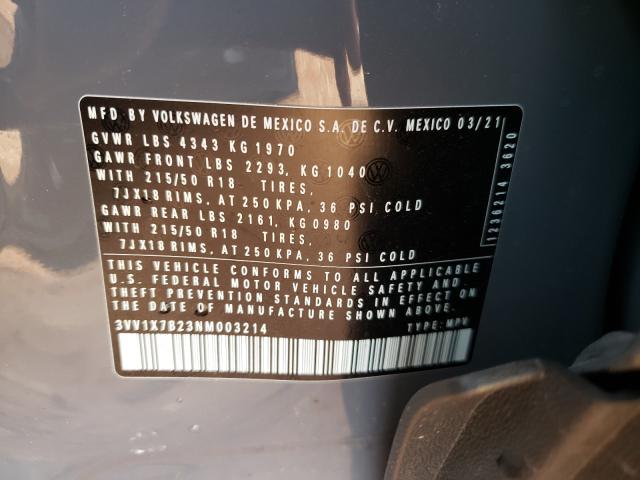 MFD. BY VOLKSWAGEN DE MEXICO S.A. DE C.V. MEXICO 03/21
GVWR LBS 4343 KG 1970
GAWR FRONT LBS 2293, KG 1040
WITH 215/50 R18 TIRES,
7JX18 RIMS, AT 250 KPA, 36 PSI COLD
GAWR REAR LBS 2161, KG 0980
WITH 215/50 R18 TIRES,
7JX18 RIMS, AT 250 KPA, 36 PSI COLD
THIS VEHICLE CONFORMS TO ALL APPLICABLE
U.S. FEDERAL MOTOR VEHICLE SAFETY AND
THEFT PREVENTION STANDARDS IN EFFECT ON
THE DATE OF MANUFACTURE SHOWN ABOVE
3VV1X7B23NM003214 TYPE: MPV
1236214 3620